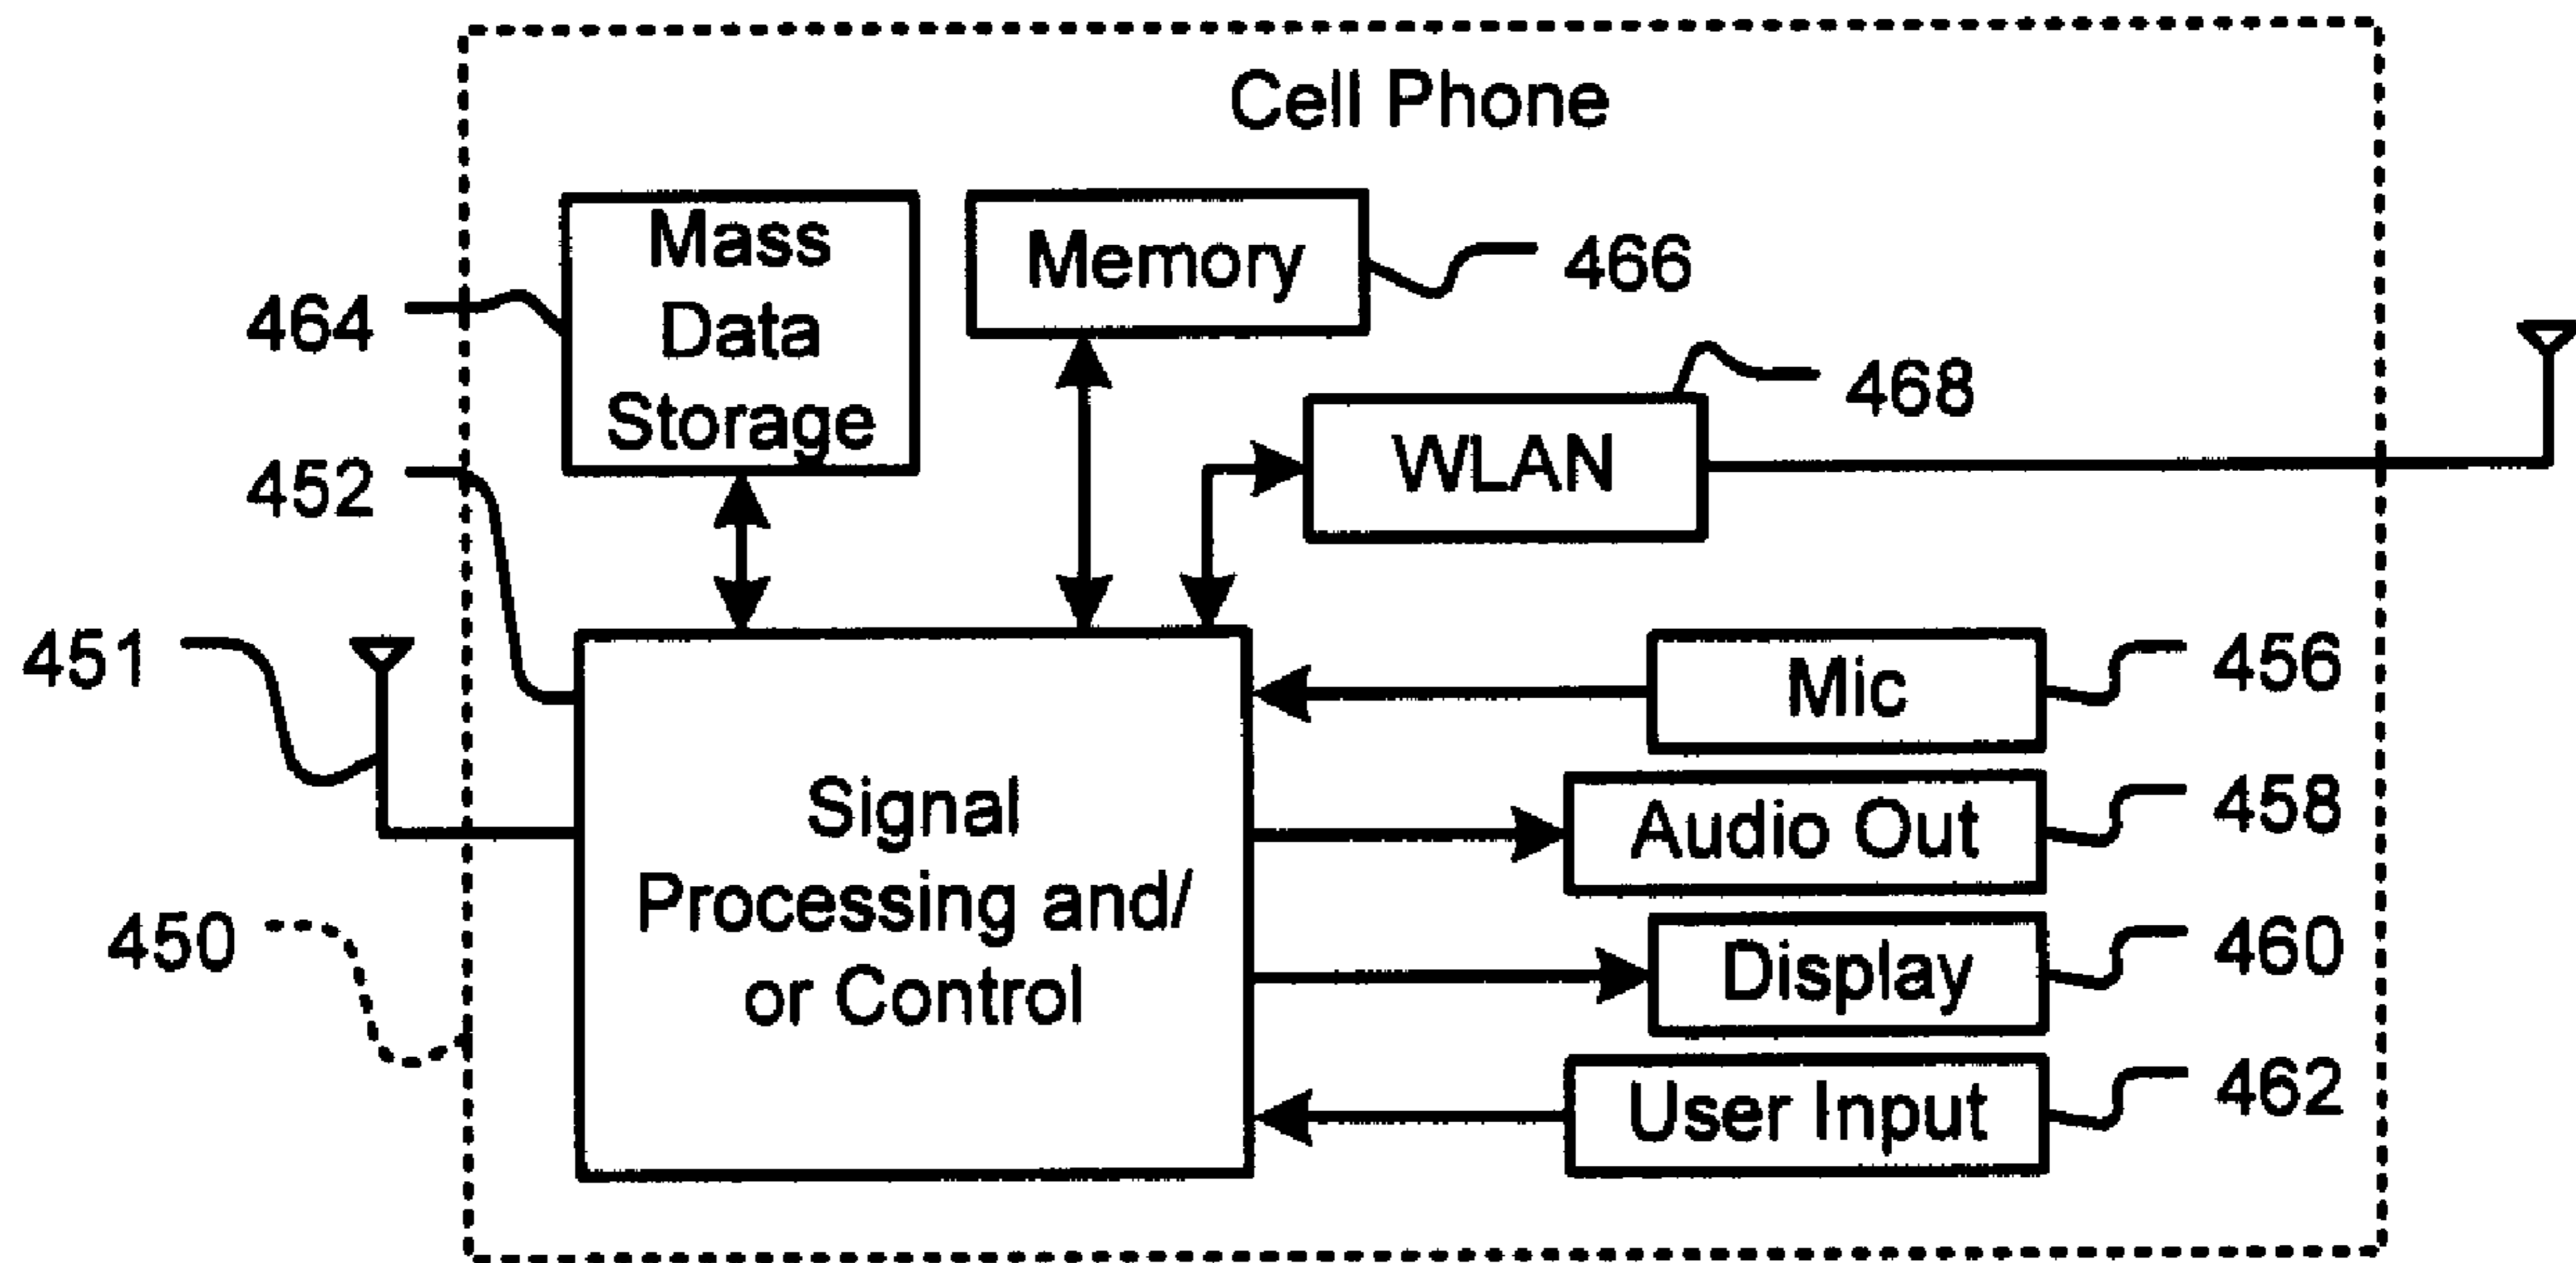 Cell Phone
Mass
Data
Storage
Memory
466
464
468
WLAN
452
451
Mic
456
Signal
Processing and/
or Control
Audio Out
458
450
Display
460
User Input
462